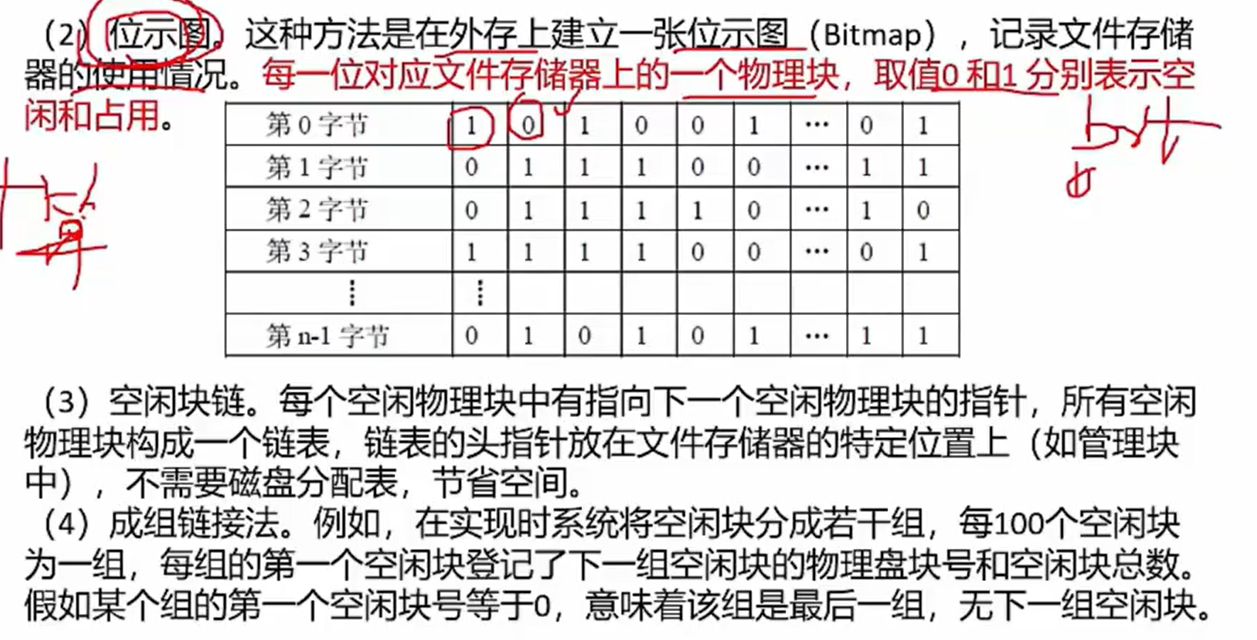 （2）位示图。这种方法是在外存上建立一张位示图（Bitmap），记录文件存储
器的使用情况。每一位对应文件存储器上的一个物理块，取值0和1分别表示空
闲和占用。
第0字节 1 0 1 0 0 1 … 0 1
第1字节 0 1 1 1 0 0 … 1 1
第2字节 0 1 1 1 1 0 … 1 0
第3字节 1 1 1 1 0 0 … 0 1
⋮ ⋮
第n-1字节 0 1 0 1 0 1 … 1 1
bit
（3）空闲块链。每个空闲物理块中有指向下一个空闲物理块的指针，所有空闲
物理块构成一个链表，链表的头指针放在文件存储器的特定位置上（如管理块
中），不需要磁盘分配表，节省空间。
（4）成组链接法。例如，在实现时系统将空闲块分成若干组，每100个空闲块
为一组，每组的第一个空闲块登记了下一组空闲块的物理盘块号和空闲块总数。
假如某个组的第一个空闲块号等于0，意味着该组是最后一组，无下一组空闲块。